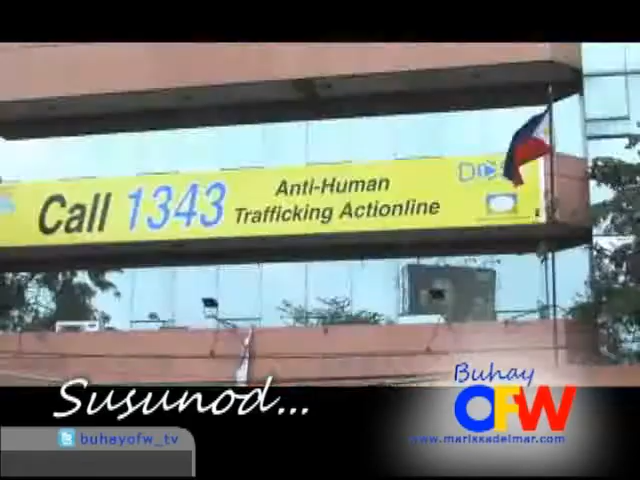 Call 1343
Anti-Human
Trafficking Actionline
Susunod...
Buhay
OFW
www.marissadelmar.com
buhayofw_tv